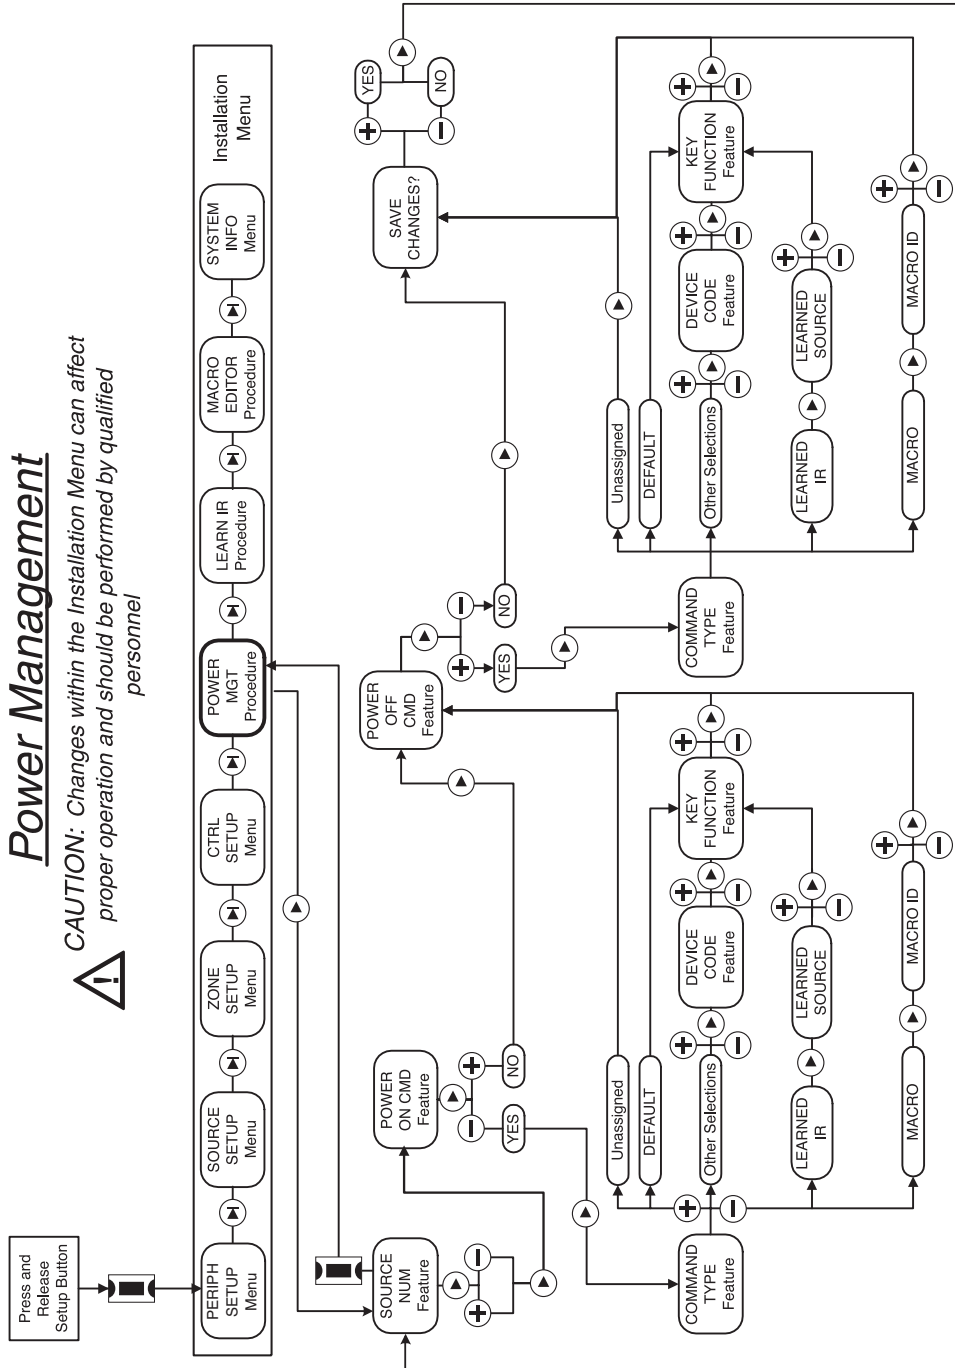 Power Management
CAUTION: Changes within the Installation Menu can affect
proper operation and should be performed by qualified
personnel
Press and
Release
Setup Button
PERIPH
SETUP
Menu
SOURCE
SETUP
Menu
ZONE
SETUP
Menu
CTRL
SETUP
Menu
POWER
MGT
Procedure
LEARN IR
Procedure
MACRO
EDITOR
Procedure
SYSTEM
INFO
Menu
Installation
Menu
SOURCE
NUM
Feature
POWER
ON CMD
Feature
YES
NO
POWER
OFF
CMD
Feature
YES
NO
SAVE
CHANGES?
YES
NO
COMMAND
TYPE
Feature
Unassigned
DEFAULT
Other Selections
DEVICE
CODE
Feature
KEY
FUNCTION
Feature
LEARNED
IR
LEARNED
SOURCE
MACRO
MACRO ID
COMMAND
TYPE
Feature
Unassigned
DEFAULT
Other Selections
DEVICE
CODE
Feature
KEY
FUNCTION
Feature
LEARNED
IR
LEARNED
SOURCE
MACRO
MACRO ID